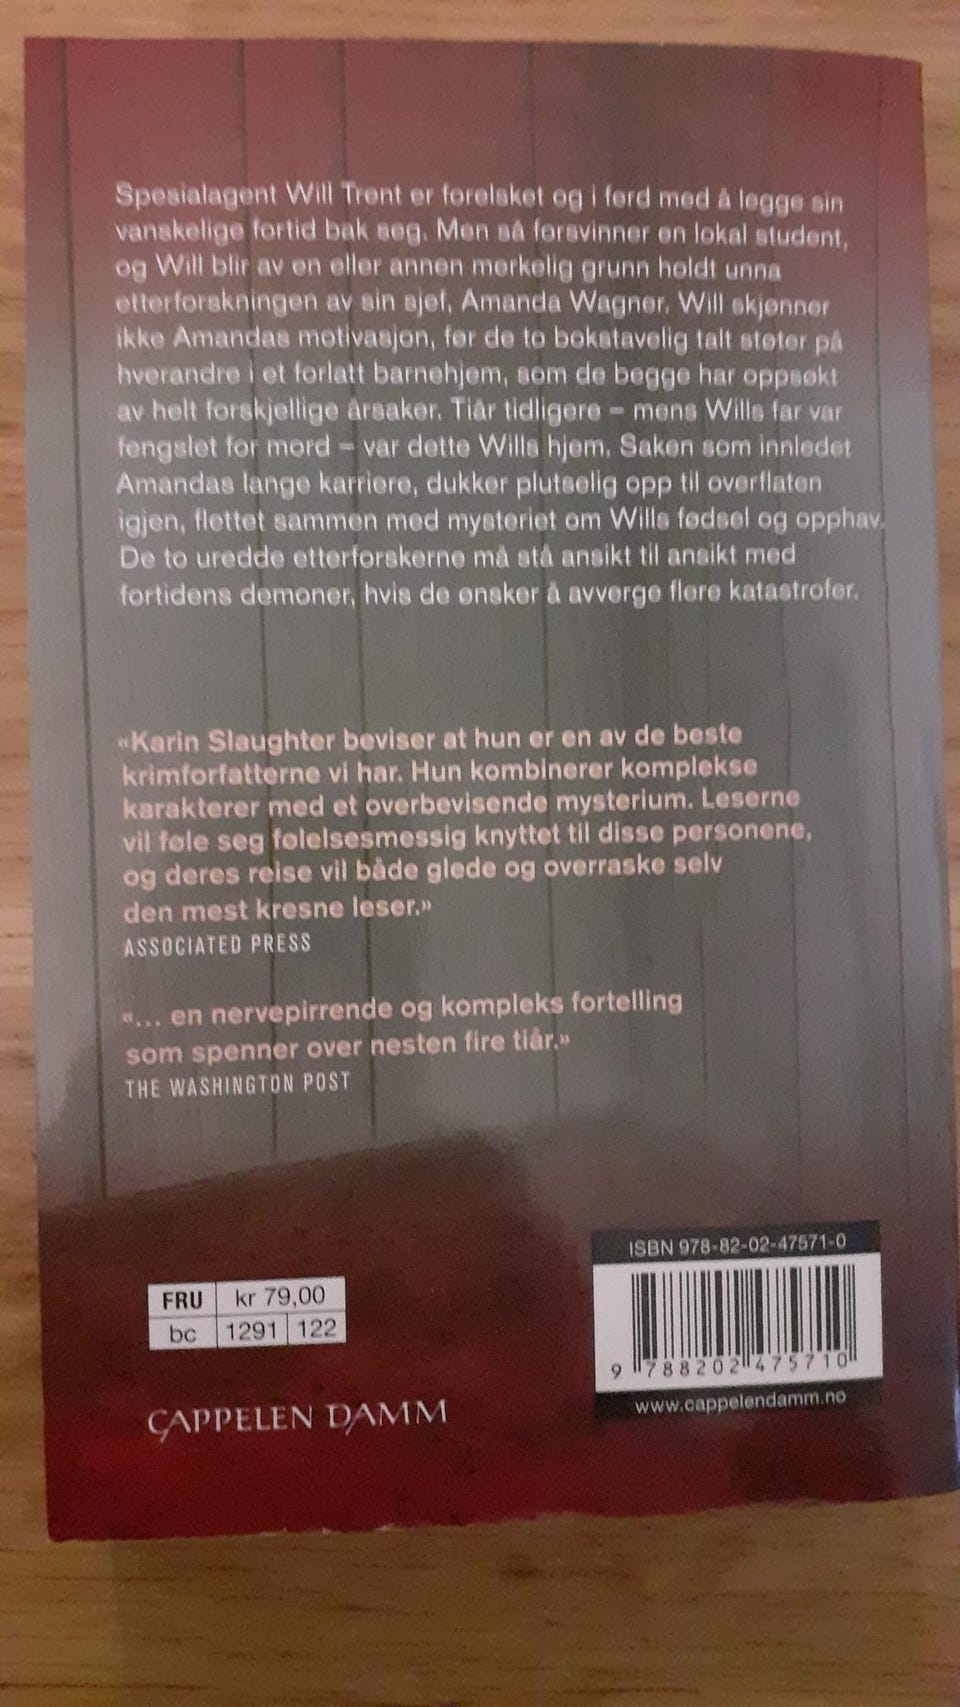 Spesialagent Will Trent er forelsket og i ferd med å legge sin
vanskelige fortid bak seg. Men så forsvinner en lokal student,
og Will blir av en eller annen merkelig grunn holdt unna
etterforskningen av sin sjef, Amanda Wagner. Will skjønner
ikke Amandas motivasjon, før de to bokstavelig talt støter på
hverandre i et forlatt barnehjem, som de begge har oppsøkt
av helt forskjellige årsaker. Tiår tidligere – mens Wills far var
fengslet for mord – var dette Wills hjem. Saken som innledet
Amandas lange karriere, dukker plutselig opp til overflaten
igjen, flettet sammen med mysteriet om Wills fødsel og opphav.
De to uredde etterforskerne må stå ansikt til ansikt med
fortidens demoner, hvis de ønsker å avverge flere katastrofer.
«Karin Slaughter beviser at hun er en av de beste
krimforfatterne vi har. Hun kombinerer komplekse
karakterer med et overbevisende mysterium. Leserne
vil føle seg følelsesmessig knyttet til disse personene,
og deres reise vil både glede og overraske selv
den mest kresne leser.»
ASSOCIATED PRESS
«... en nervepirrende og kompleks fortelling
som spenner over nesten fire tiår.»
THE WASHINGTON POST
ISBN 978-82-02-47571-0
FRU kr 79,00
bc 1291 122
9 788202 475710
www.cappelendamm.no
CAPPELEN DAMM